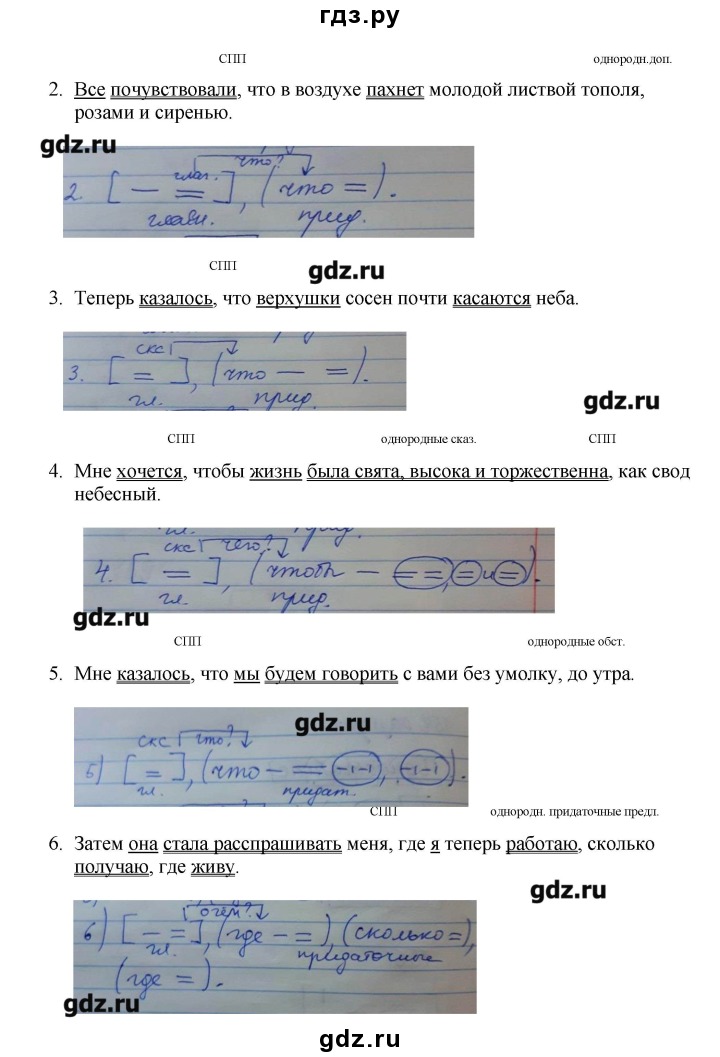 гдз.ру
СПП однородн.доп.
2. Все почувствовали, что в воздухе пахнет молодой листвой тополя,
розами и сиренью.
gdz.ru
что?
глаг.
2. [ — = ], (что =).
главн. прид.
СПП
gdz.ru
3. Теперь казалось, что верхушки сосен почти касаются неба.
скс
3. [ = ], (что — =).
гл. прид.
gdz.ru
СПП однородные сказ. СПП
4. Мне хочется, чтобы жизнь была свята, высока и торжественна, как свод
небесный.
скс чего?
4. [ = ], (чтобы — = =, = и =).
гл. прид.
gdz.ru
СПП однородные обст.
5. Мне казалось, что мы будем говорить с вами без умолку, до утра.
gdz.ru
скс что?
5) [ = ], (что — = -·-·-, -·-·-).
гл. придат.
СПП однородн. придаточные предл.
6. Затем она стала расспрашивать меня, где я теперь работаю, сколько
получаю, где живу.
gdz.ru
о чём?
6) [ — = ], (где — = ), (сколько =),
гл. придаточные
(где = ).
gdz.ru
gdz.ru